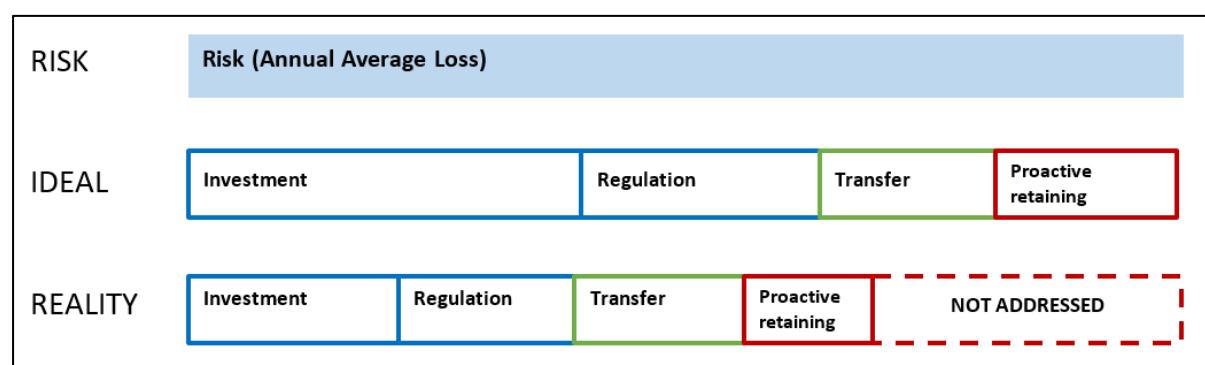 RISK
Risk (Annual Average Loss)
IDEAL
Investment
Regulation
Transfer
Proactive
retaining
REALITY
Investment
Regulation
Transfer
Proactive
retaining
NOT ADDRESSED